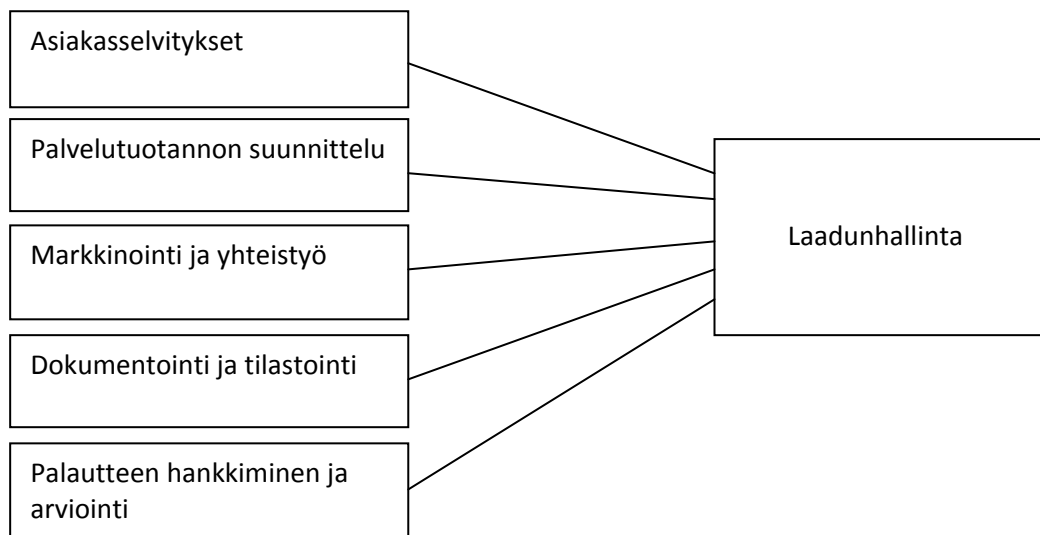 Asiakasselvitykset
Palvelutuotannon suunnittelu
Markkinointi ja yhteistyö
Dokumentointi ja tilastointi
Palautteen hankkiminen ja
arviointi
Laadunhallinta